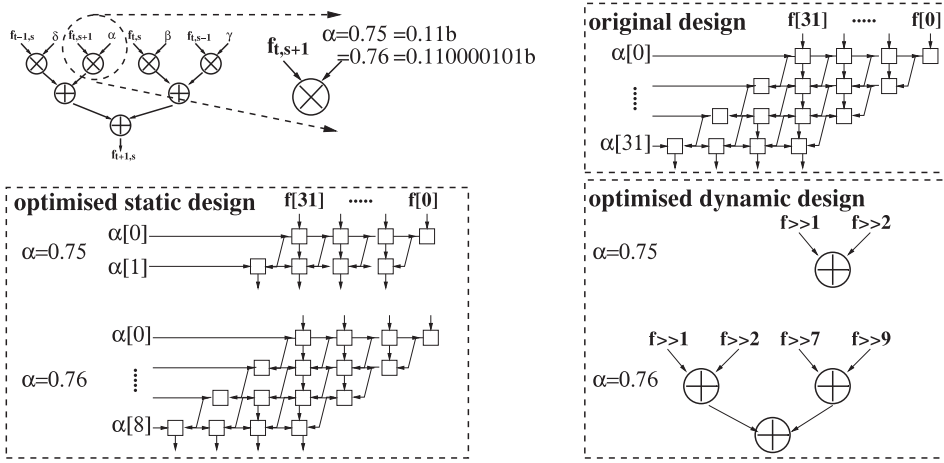 f_{t-1,s} δ f_{t,s+1} α f_{t,s} β f_{t,s-1} γ
f_{t+1,s}
f_{t,s+1}
α=0.75 =0.11b
=0.76 =0.110000101b
original design
f[31] ..... f[0]
α[0]
α[31]
optimised static design
f[31] ..... f[0]
α=0.75
α[0]
α[1]
α=0.76
α[0]
α[8]
optimised dynamic design
α=0.75
f>>1 f>>2
α=0.76
f>>1 f>>2 f>>7 f>>9